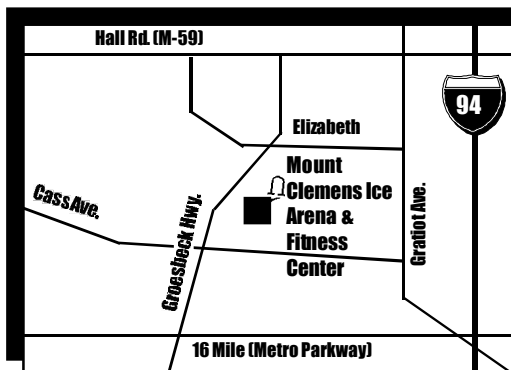 Hall Rd. (M-59)
94
Elizabeth
Mount
Clemens Ice
Arena &
Fitness
Center
Cass Ave.
Groesbeck Hwy.
Gratiot Ave.
16 Mile (Metro Parkway)